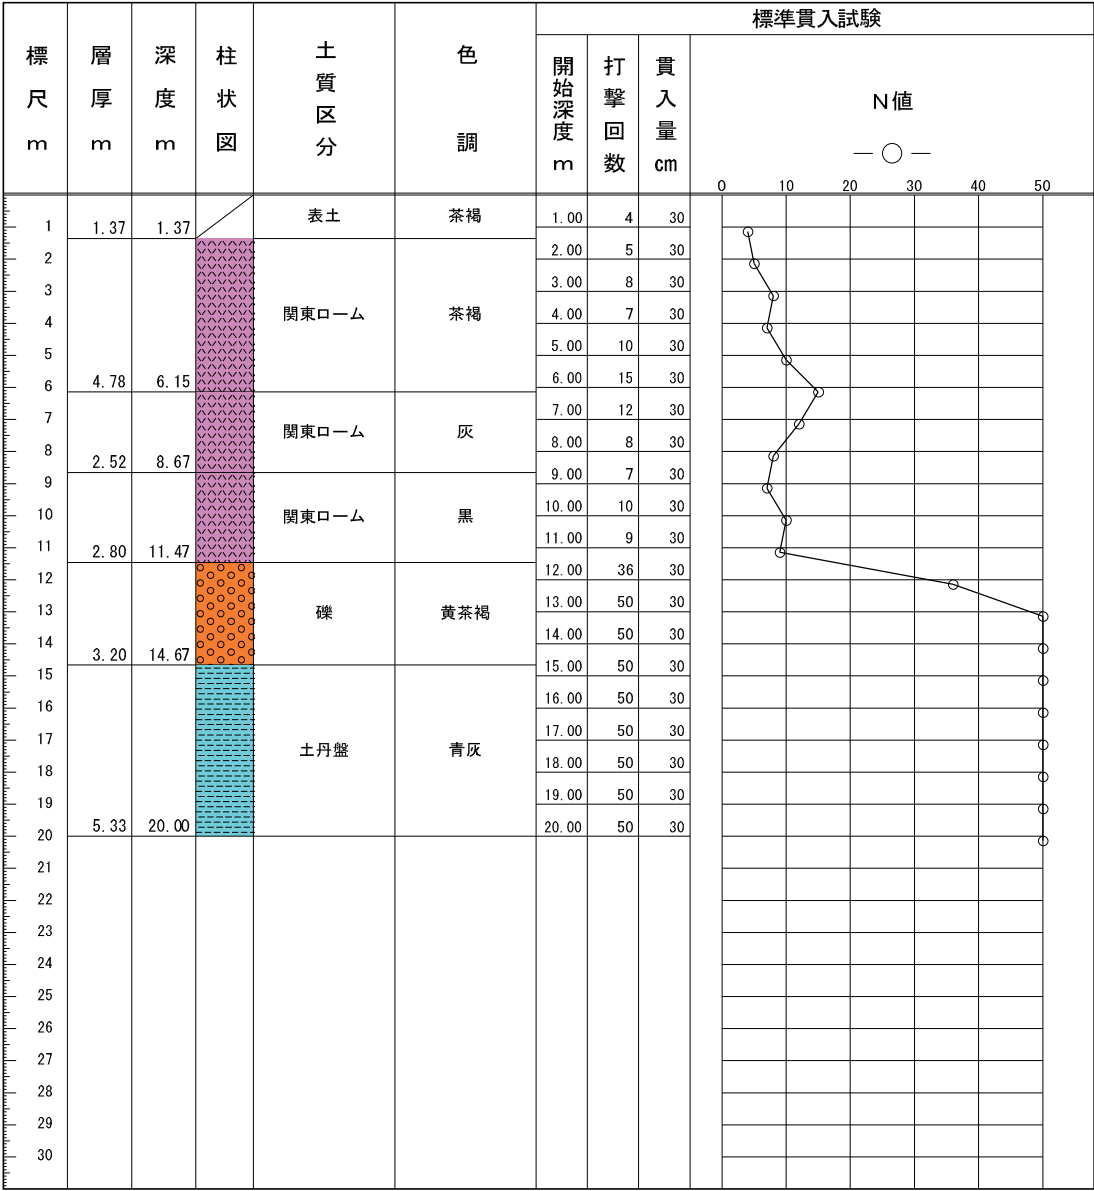 標尺 m
層厚 m
深度 m
柱状図
土質区分
色調
標準貫入試験
開始深度 m
打撃回数
貫入量 cm
N値
0 10 20 30 40 50
表土 茶褐
1 1.37 1.37 1.00 4 30
2 2.00 5 30
3 3.00 8 30
関東ローム 茶褐
4 4.00 7 30
5 5.00 10 30
6 4.78 6.15 6.00 15 30
7 7.00 12 30
関東ローム 灰
8 2.52 8.67 8.00 8 30
9 9.00 7 30
10 関東ローム 黒 10.00 10 30
11 2.80 11.47 11.00 9 30
12 12.00 36 30
13 礫 黄茶褐 13.00 50 30
14 3.20 14.67 14.00 50 30
15 15.00 50 30
16 16.00 50 30
17 土丹盤 青灰 17.00 50 30
18 18.00 50 30
19 19.00 50 30
20 5.33 20.00 20.00 50 30
21
22
23
24
25
26
27
28
29
30